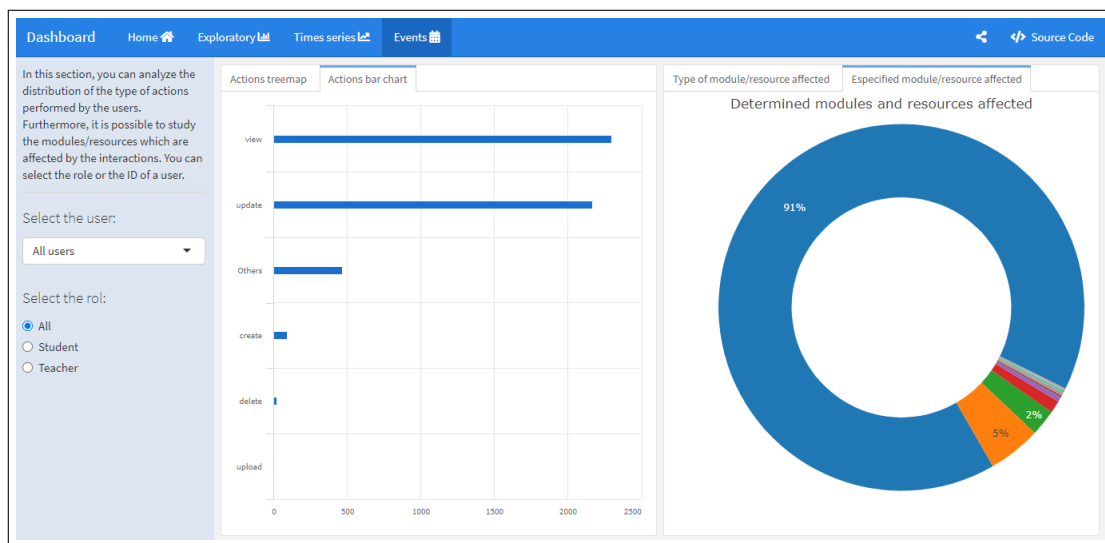 Dashboard Home Exploratory Times series Events Source Code
In this section, you can analyze the
distribution of the type of actions
performed by the users.
Furthermore, it is possible to study
the modules/resources which are
affected by the interactions. You can
select the role or the ID of a user.
Select the user:
All users
Select the rol:
All
Student
Teacher
Actions treemap Actions bar chart
view
update
Others
create
delete
upload
0 500 1000 1500 2000 2500
Type of module/resource affected Especified module/resource affected
Determined modules and resources affected
91%
2%
5%